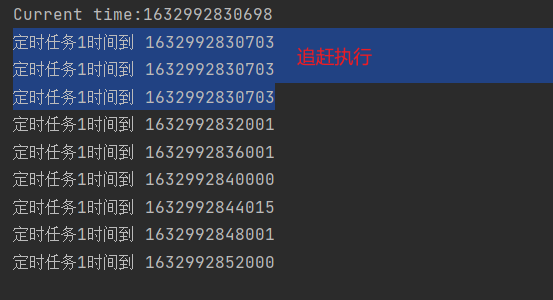 Current time:1632992830698
定时任务1时间到 1632992830703
追赶执行
定时任务1时间到 1632992830703
定时任务1时间到 1632992830703
定时任务1时间到 1632992832001
定时任务1时间到 1632992836001
定时任务1时间到 1632992840000
定时任务1时间到 1632992844015
定时任务1时间到 1632992848001
定时任务1时间到 1632992852000